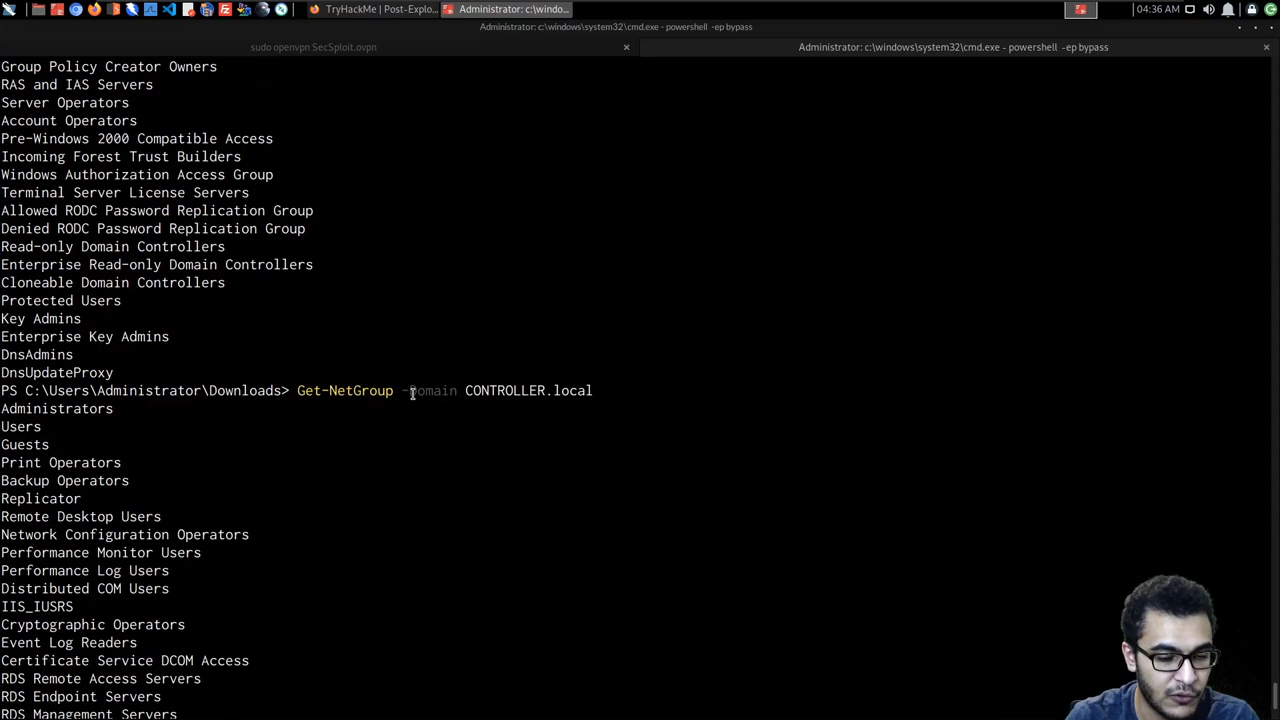 TryHackMe | Post-Explo...
Administrator: c:\windo...
04:36 AM
Administrator: c:\windows\system32\cmd.exe - powershell -ep bypass
sudo openvpn SecSploit.ovpn
Administrator: c:\windows\system32\cmd.exe - powershell -ep bypass
Group Policy Creator Owners
RAS and IAS Servers
Server Operators
Account Operators
Pre-Windows 2000 Compatible Access
Incoming Forest Trust Builders
Windows Authorization Access Group
Terminal Server License Servers
Allowed RODC Password Replication Group
Denied RODC Password Replication Group
Read-only Domain Controllers
Enterprise Read-only Domain Controllers
Cloneable Domain Controllers
Protected Users
Key Admins
Enterprise Key Admins
DnsAdmins
DnsUpdateProxy
PS C:\Users\Administrator\Downloads> Get-NetGroup -Domain CONTROLLER.local
Administrators
Users
Guests
Print Operators
Backup Operators
Replicator
Remote Desktop Users
Network Configuration Operators
Performance Monitor Users
Performance Log Users
Distributed COM Users
IIS_IUSRS
Cryptographic Operators
Event Log Readers
Certificate Service DCOM Access
RDS Remote Access Servers
RDS Endpoint Servers
RDS Management Servers